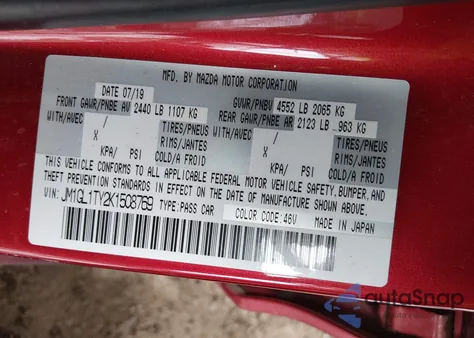 MFD. BY MAZDA MOTOR CORPORATION
DATE 07/19 GVWR/PNBV 4552 LB 2065 KG
FRONT GAWR/PNBE AV 2440 LB 1107 KG REAR GAWR/PNBE AR 2123 LB 963 KG
WITH/AVEC / TIRES/PNEUS WITH/AVEC / TIRES/PNEUS
X RIMS/JANTES X RIMS/JANTES
/ KPA/ PSI COLD/A FROID / KPA/ PSI COLD/A FROID
THIS VEHICLE CONFORMS TO ALL APPLICABLE FEDERAL MOTOR VEHICLE SAFETY, BUMPER, AND
THEFT PREVENTION STANDARDS IN EFFECT ON THE DATE OF MANUFACTURE SHOWN ABOVE.
VIN: JM1GL1TY2K1508769 TYPE:PASS CAR COLOR CODE:46V MADE IN JAPAN
autoSnap